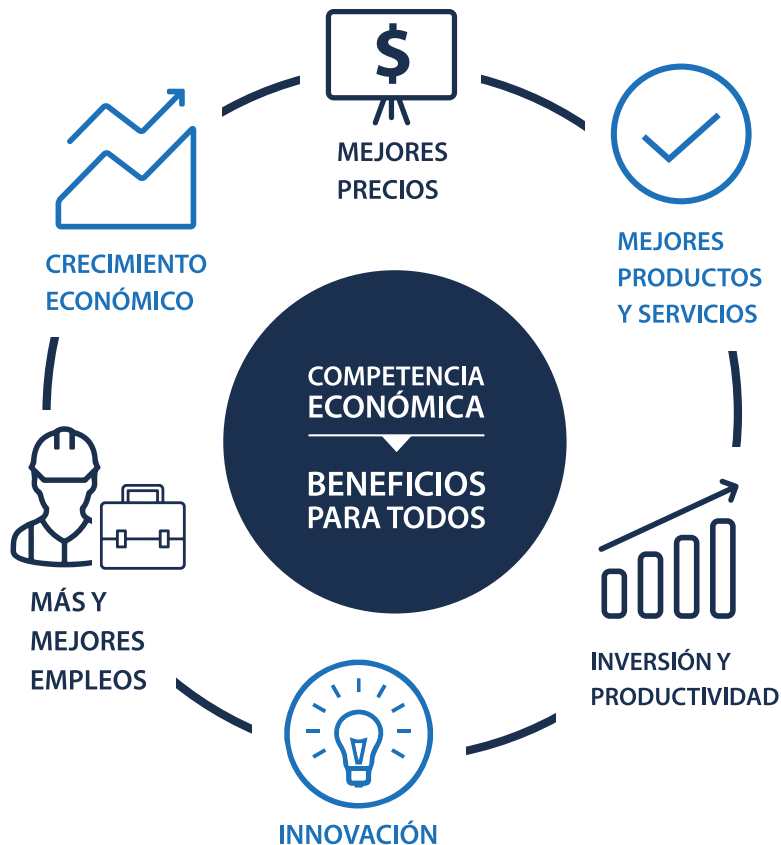 $
MEJORES
PRECIOS
MEJORES
PRODUCTOS
Y SERVICIOS
INVERSIÓN Y
PRODUCTIVIDAD
INNOVACIÓN
MÁS Y
MEJORES
EMPLEOS
CRECIMIENTO
ECONÓMICO
COMPETENCIA
ECONÓMICA
BENEFICIOS
PARA TODOS